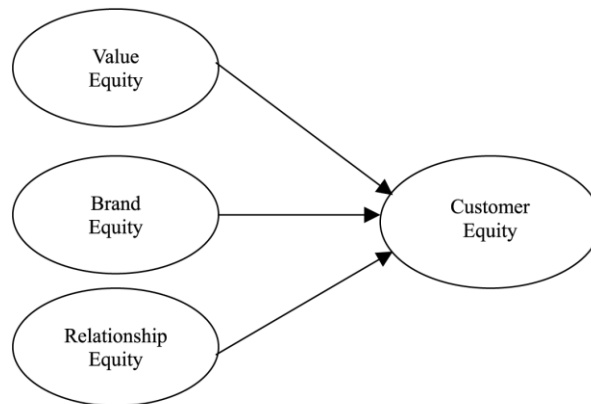 Value
Equity
Brand
Equity
Customer
Equity
Relationship
Equity